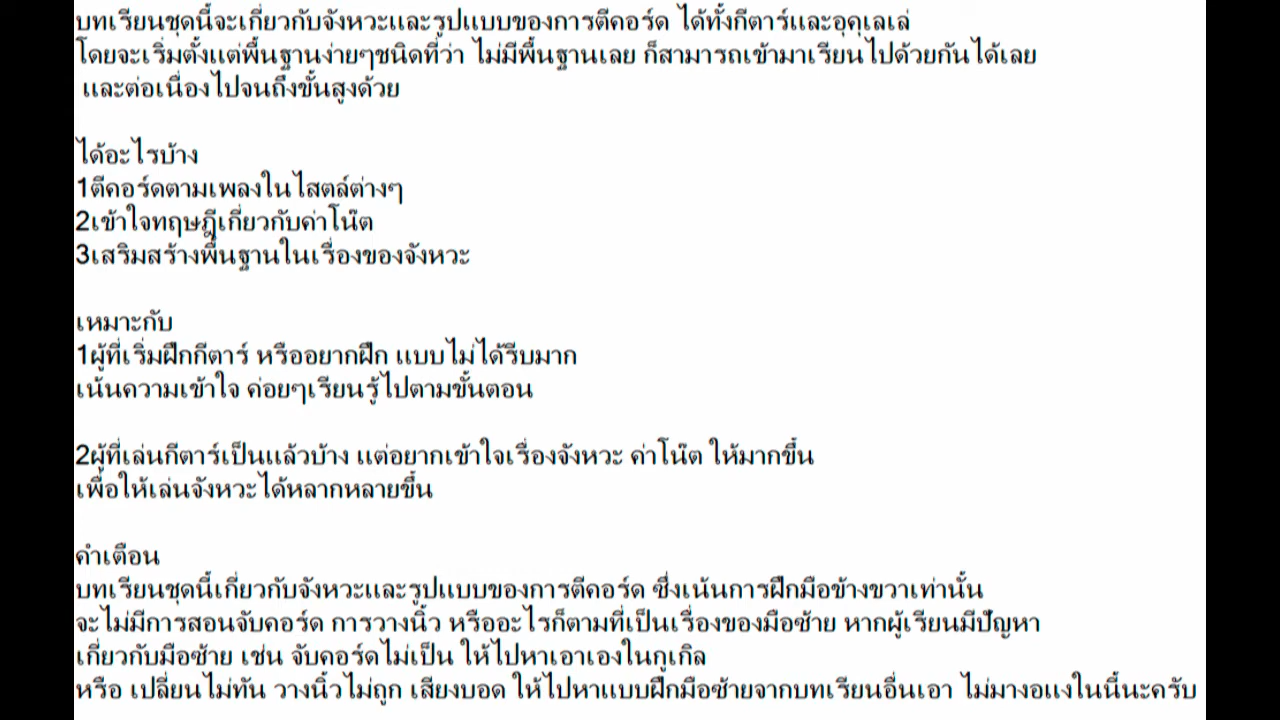 บทเรียนชุดนี้จะเกี่ยวกับจังหวะและรูปแบบของการตีคอร์ด ได้ทั้งกีตาร์และอุคุเลเล่
โดยจะเริ่มตั้งแต่พื้นฐานง่ายๆชนิดที่ว่า ไม่มีพื้นฐานเลย ก็สามารถเข้ามาเรียนไปด้วยกันได้เลย
และต่อเนื่องไปจนถึงขั้นสูงด้วย
ได้อะไรบ้าง
1ตีคอร์ดตามเพลงในไสตล์ต่างๆ
2เข้าใจทฤษฎีเกี่ยวกับค่าโน๊ต
3เสริมสร้างพื้นฐานในเรื่องของจังหวะ
เหมาะกับ
1ผู้ที่เริ่มฝึกกีตาร์ หรืออยากฝึก แบบไม่ได้รีบมาก
เน้นความเข้าใจ ค่อยๆเรียนรู้ไปตามขั้นตอน
2ผู้ที่เล่นกีตาร์เป็นแล้วบ้าง แต่อยากเข้าใจเรื่องจังหวะ ค่าโน๊ต ให้มากขึ้น
เพื่อให้เล่นจังหวะได้หลากหลายขึ้น
คำเตือน
บทเรียนชุดนี้เกี่ยวกับจังหวะและรูปแบบของการตีคอร์ด ซึ่งเน้นการฝึกมือข้างขวาเท่านั้น
จะไม่มีการสอนจับคอร์ด การวางนิ้ว หรืออะไรก็ตามที่เป็นเรื่องของมือซ้าย หากผู้เรียนมีปัญหา
เกี่ยวกับมือซ้าย เช่น จับคอร์ดไม่เป็น ให้ไปหาเอาเองในกูเกิล
หรือ เปลี่ยนไม่ทัน วางนิ้วไม่ถูก เสียงบอด ให้ไปหาแบบฝึกมือซ้ายจากบทเรียนอื่นเอา ไม่มางอแงในนี้นะครับ